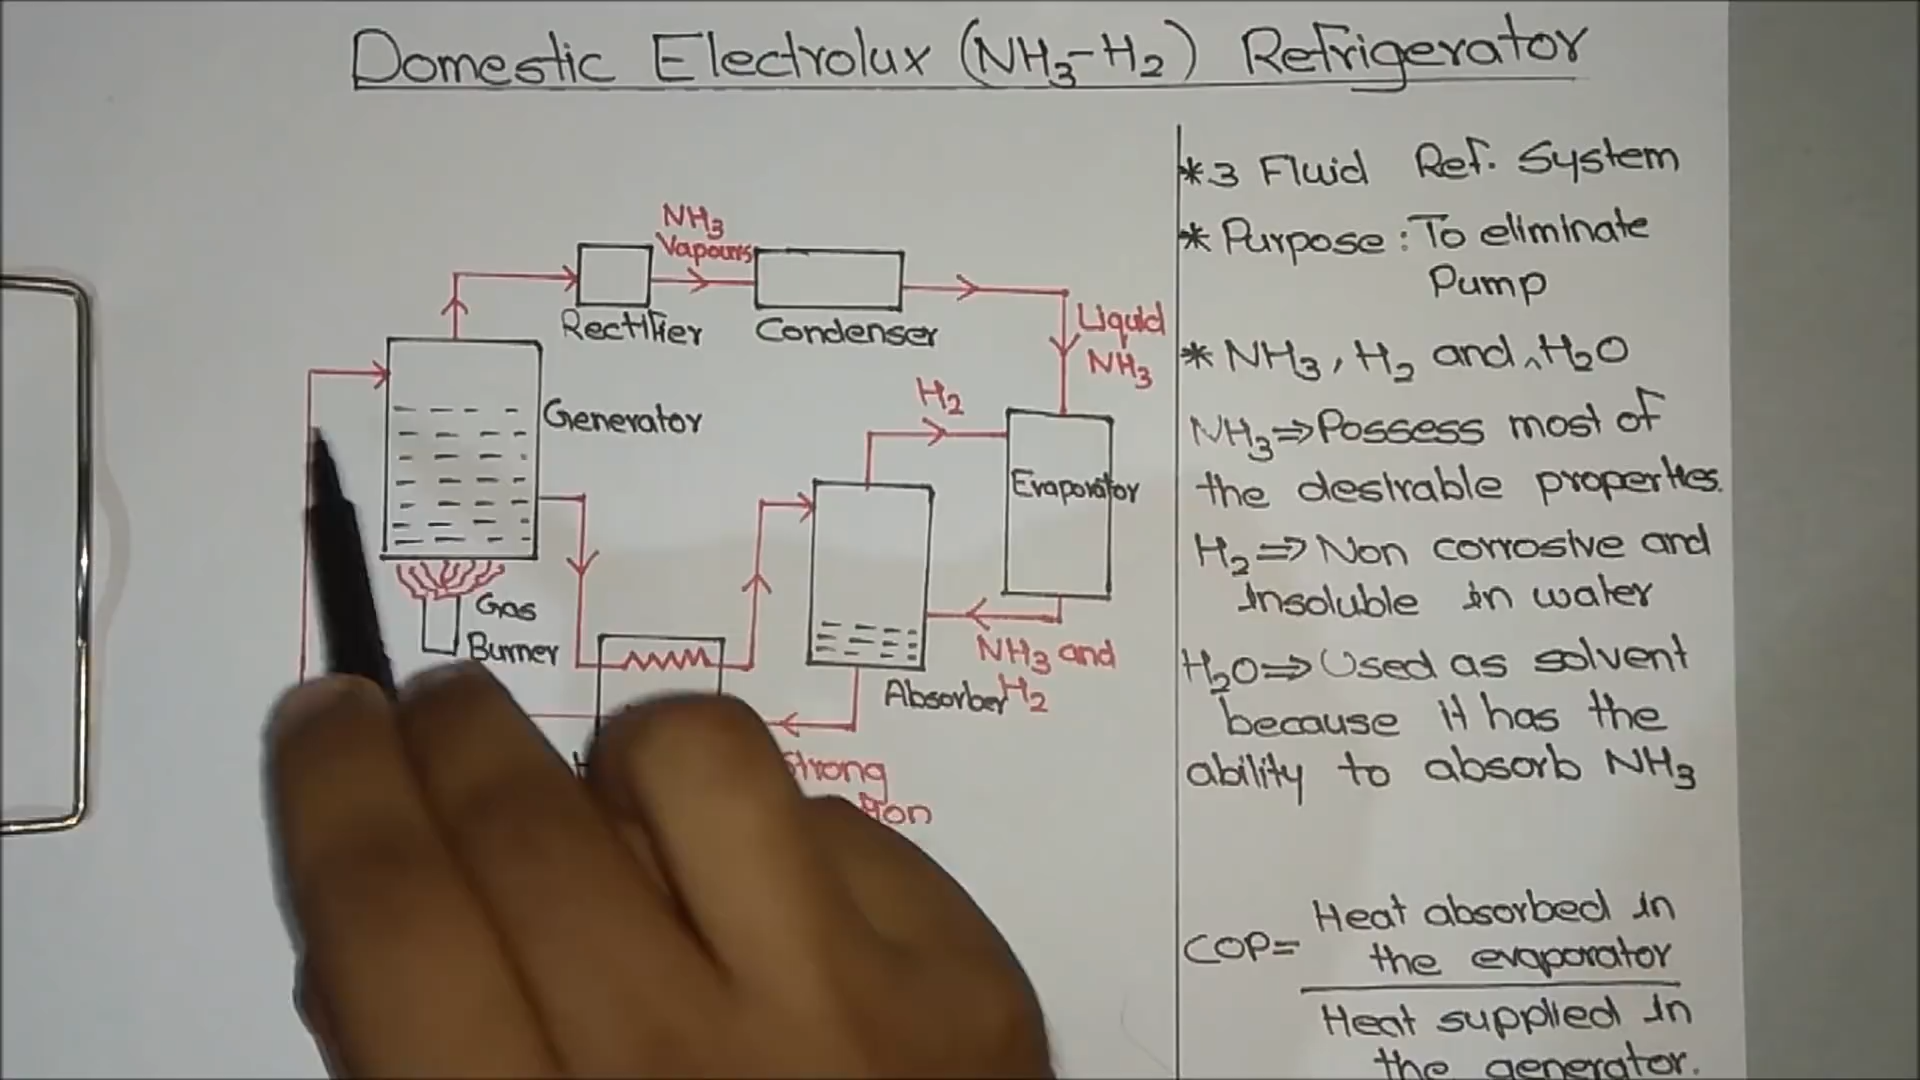 Domestic Electrolux (NH3-H2) Refrigerator
NH3
Vapours
Rectifier
Condenser
Liquid
NH3
Generator
H2
Evaporator
Gas
Burner
NH3 and
H2
Absorber
Strong
*3 Fluid Ref. System
* Purpose: To eliminate
Pump
* NH3, H2 and H2O
NH3⇒Possess most of
the desirable properties.
H2⇒Non corrosive and
insoluble in water
H2O⇒Used as solvent
because it has the
ability to absorb NH3
COP= Heat absorbed in
the evaporator
Heat supplied in
the generator.